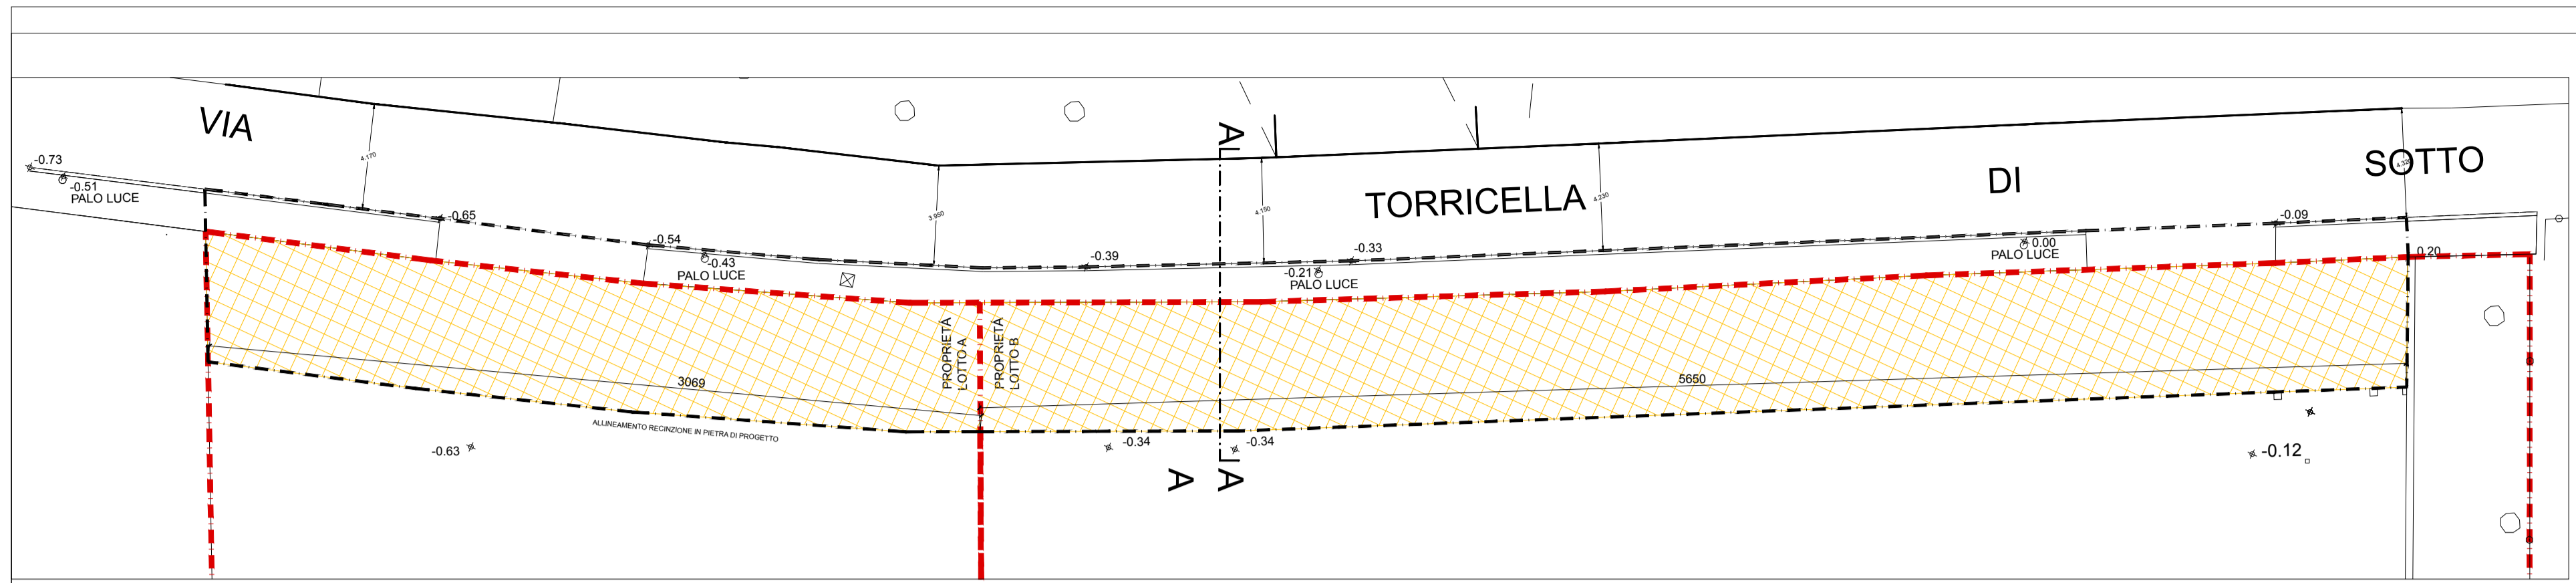 VIA
TORRICELLA
DI
SOTTO
A
-0.73
-0.51
PALO LUCE
4.170
-0.65
-0.54
-0.43
PALO LUCE
3.950
-0.39
4.150
-0.33
-0.21
PALO LUCE
4.230
0.00
PALO LUCE
-0.09
4.320
0.20
PROPRIETÀ
LOTTO A
PROPRIETÀ
LOTTO B
3069
5650
ALLINEAMENTO RECINZIONE IN PIETRA DI PROGETTO
-0.63
-0.34
-0.34
-0.12
A
A